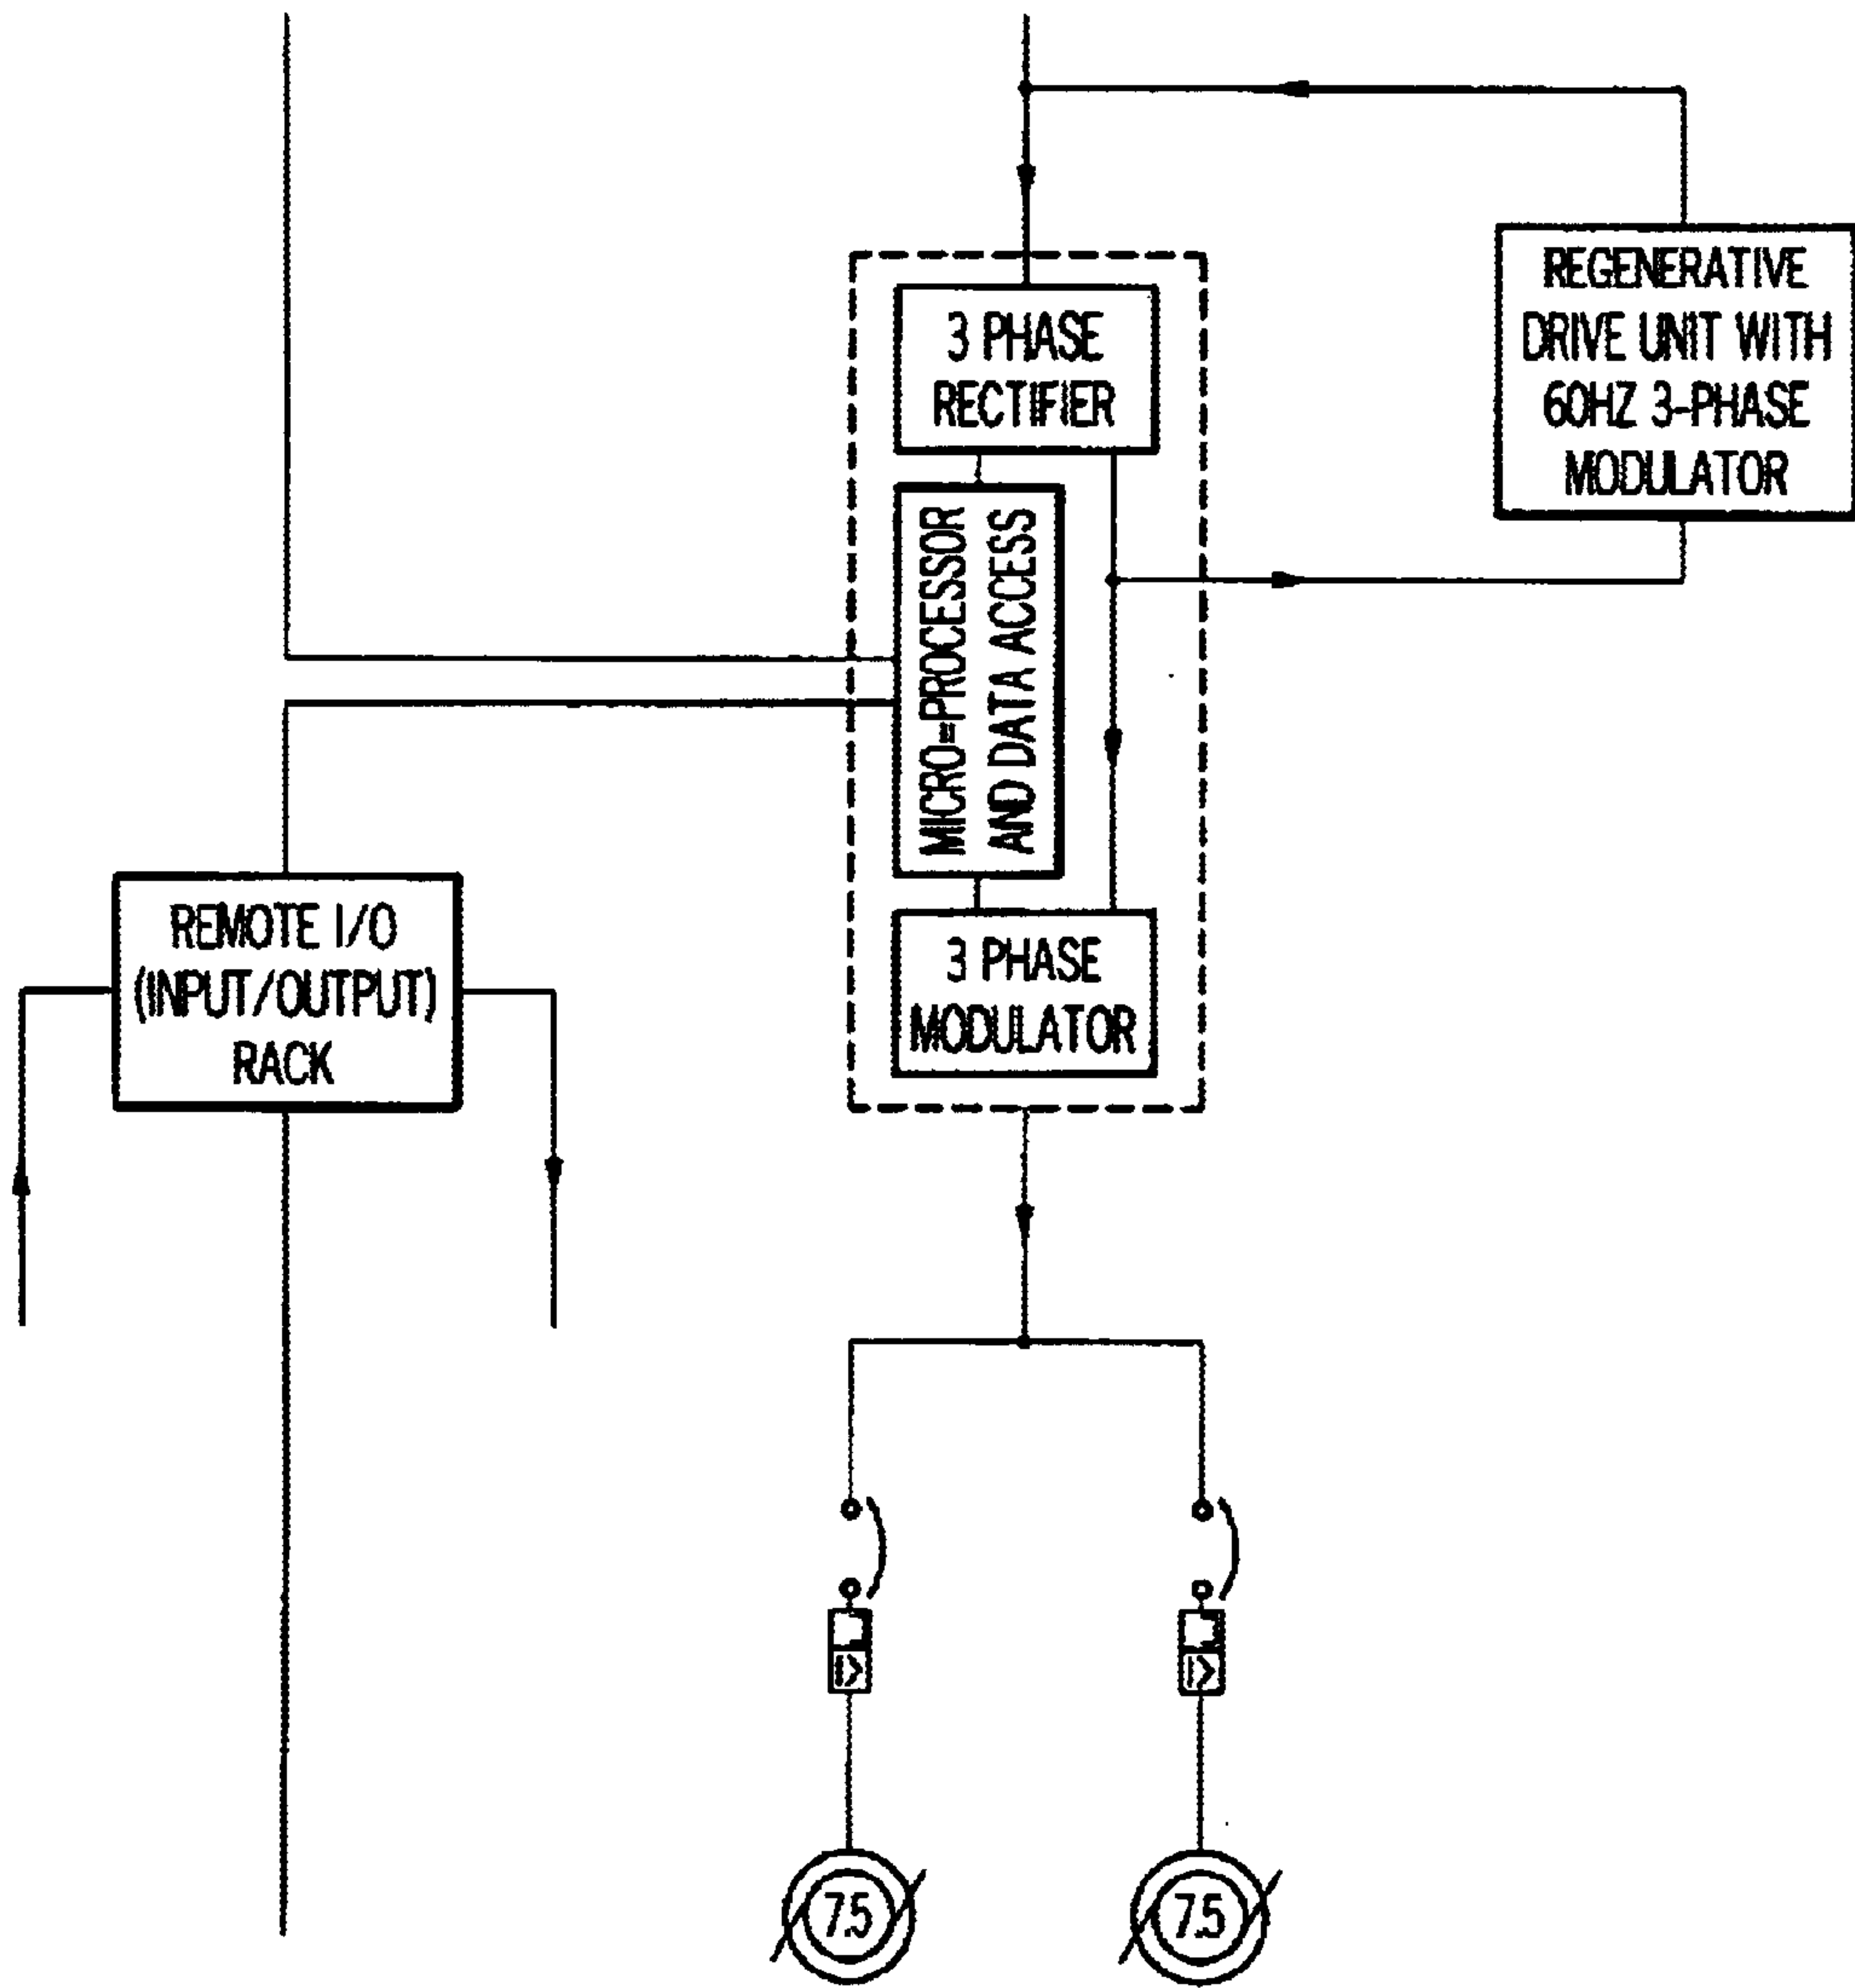 REGENERATIVE
DRIVE UNIT WITH
60HZ 3-PHASE
MODULATOR
3 PHASE
RECTIFIER
MICRO=PROCESSOR
AND DATA ACCESS
REMOTE I/O
(INPUT/OUTPUT)
RACK
3 PHASE
MODULATOR
I>
I>
7.5
7.5